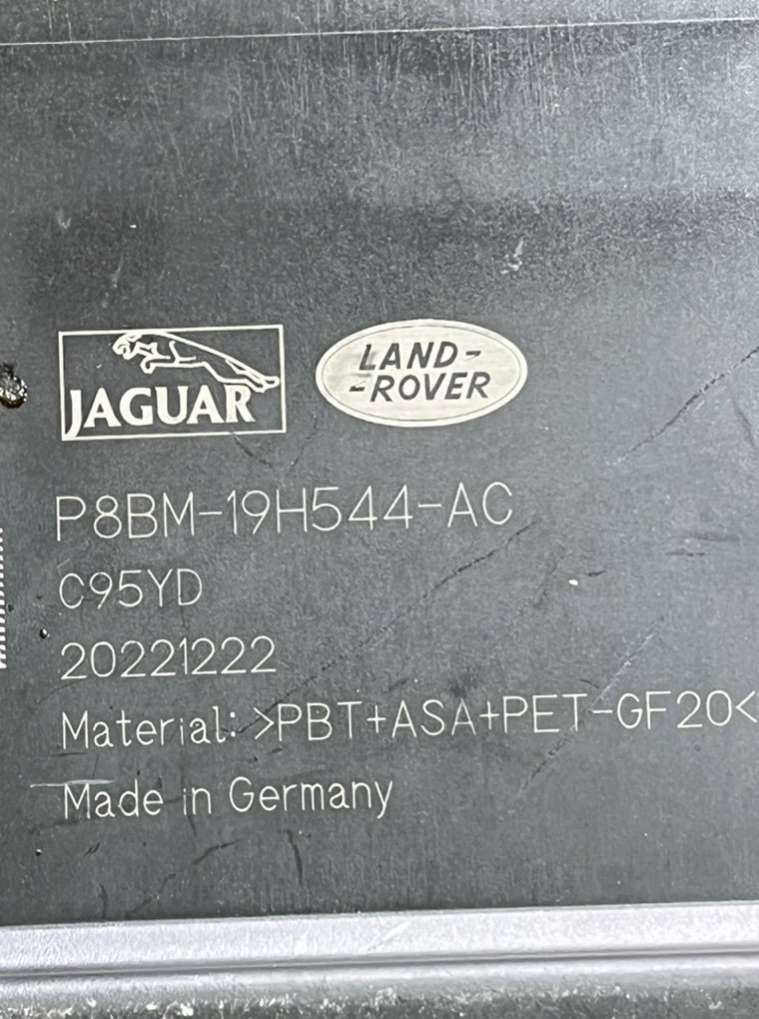 JAGUAR
LAND-
-ROVER
P8BM-19H544-AC
C95YD
20221222
Material: >PBT+ASA+PET-GF20<
Made in Germany